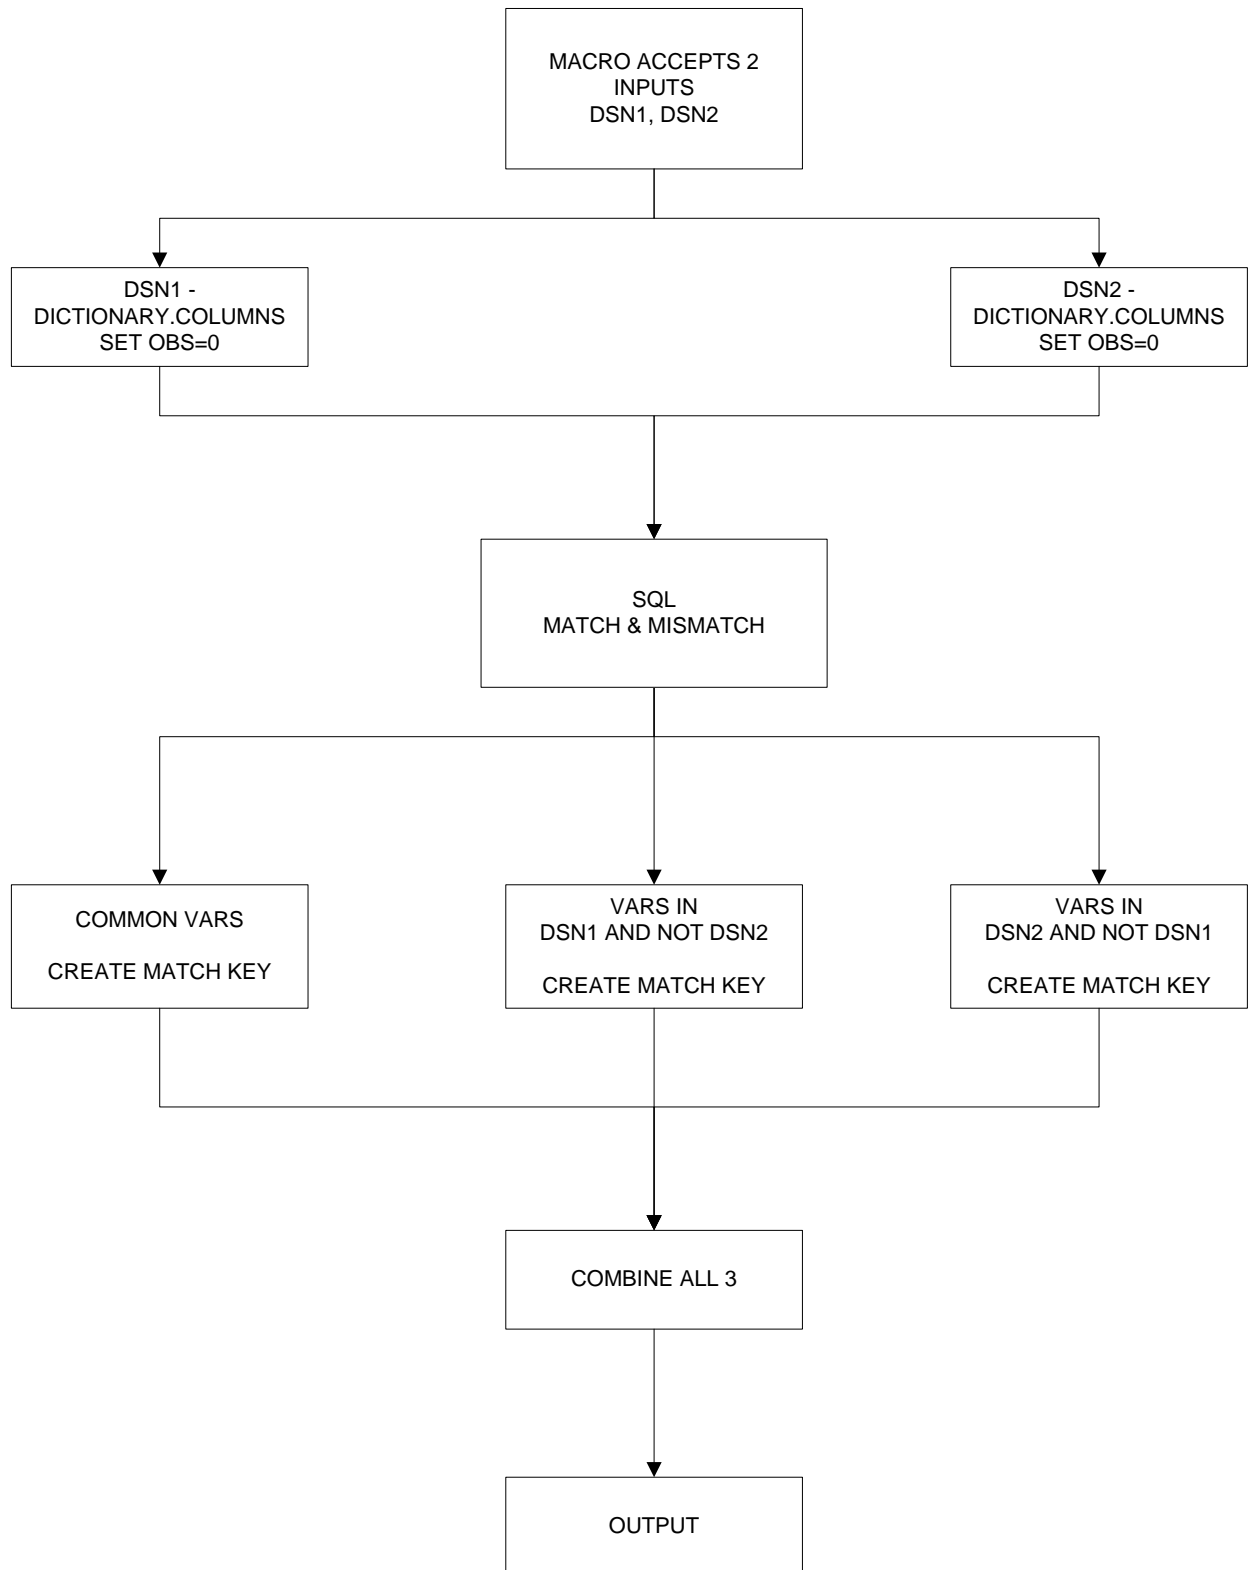 MACRO ACCEPTS 2
INPUTS
DSN1, DSN2
DSN1 -
DICTIONARY.COLUMNS
SET OBS=0
DSN2 -
DICTIONARY.COLUMNS
SET OBS=0
SQL
MATCH & MISMATCH
COMMON VARS
CREATE MATCH KEY
VARS IN
DSN1 AND NOT DSN2
CREATE MATCH KEY
VARS IN
DSN2 AND NOT DSN1
CREATE MATCH KEY
COMBINE ALL 3
OUTPUT